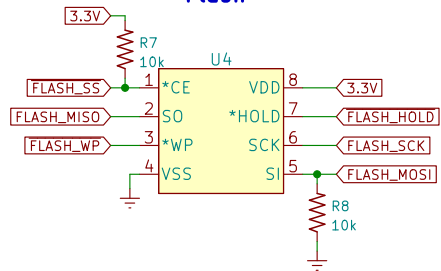 3.3V
R7
10k
U4
FLASH_SS 1 *CE VDD 8 3.3V
FLASH_MISO 2 SO *HOLD 7 FLASH_HOLD
FLASH_WP 3 *WP SCK 6 FLASH_SCK
4 VSS SI 5 FLASH_MOSI
R8
10k